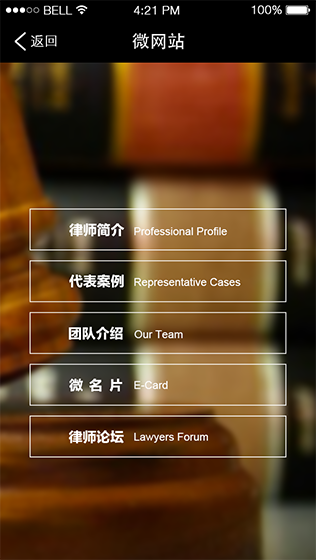 BELL 4:21 PM 100%
返回 微网站
律师简介 Professional Profile
代表案例 Representative Cases
团队介绍 Our Team
微 名 片 E-Card
律师论坛 Lawyers Forum